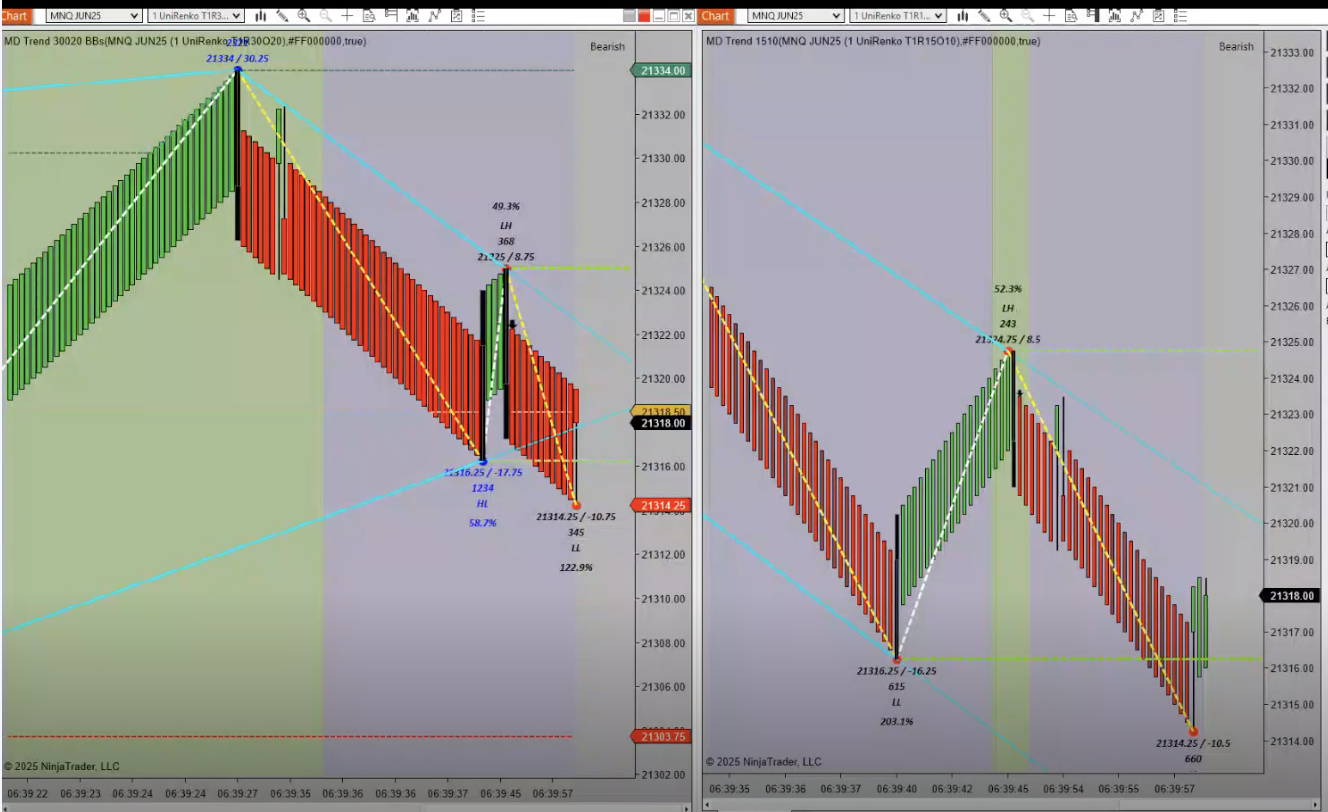 Chart
MNQ JUN25
1 UniRenko T1R3...
MD Trend 30020 BBs(MNQ JUN25 (1 UniRenko T1R30O20),#FF000000,true)
Bearish
21334 / 30.25
49.3%
LH
368
21325 / 8.75
21316.25 / -17.75
1234
HL
58.7%
21314.25 / -10.75
345
LL
122.9%
21334.00
21332.00
21330.00
21328.00
21326.00
21324.00
21322.00
21320.00
21318.50
21318.00
21316.00
21314.25
21312.00
21310.00
21308.00
21306.00
21303.75
21302.00
© 2025 NinjaTrader, LLC
06:39:22 06:39:23 06:39:24 06:39:24 06:39:27 06:39:35 06:39:36 06:39:37 06:39:37 06:39:45 06:39:57
Chart
MNQ JUN25
1 UniRenko T1R1...
MD Trend 1510(MNQ JUN25 (1 UniRenko T1R15O10),#FF000000,true)
Bearish
52.3%
LH
243
21324.75 / 8.5
21316.25 / -16.25
615
LL
203.1%
21314.25 / -10.5
660
21333.00
21332.00
21331.00
21330.00
21329.00
21328.00
21327.00
21326.00
21325.00
21324.00
21323.00
21322.00
21321.00
21320.00
21319.00
21318.00
21317.00
21316.00
21315.00
21314.00
© 2025 NinjaTrader, LLC
06:39:35 06:39:36 06:39:37 06:39:40 06:39:42 06:39:45 06:39:54 06:39:55 06:39:57